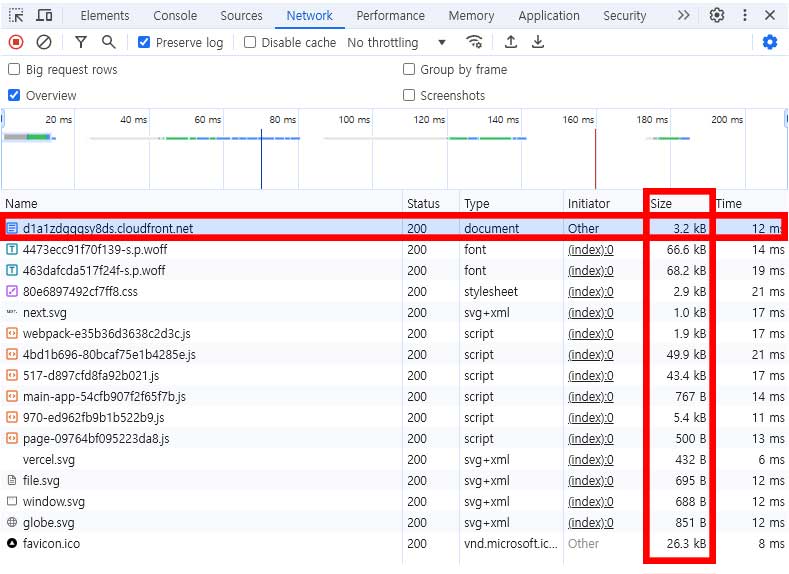 Elements Console Sources Network Performance Memory Application Security
Preserve log Disable cache No throttling
Big request rows Group by frame
Overview Screenshots
20 ms 40 ms 60 ms 80 ms 100 ms 120 ms 140 ms 160 ms 180 ms 200 ms
Name Status Type Initiator Size Time
d1a1zdqqqsy8ds.cloudfront.net 200 document Other 3.2 kB 12 ms
4473ecc91f70f139-s.p.woff 200 font (index):0 66.6 kB 14 ms
463dafcda517f24f-s.p.woff 200 font (index):0 68.2 kB 19 ms
80e6897492cf7ff8.css 200 stylesheet (index):0 2.9 kB 21 ms
next.svg 200 svg+xml (index):0 1.0 kB 17 ms
webpack-e35b36d3638c2d3c.js 200 script (index):0 1.9 kB 17 ms
4bd1b696-80bcaf75e1b4285e.js 200 script (index):0 49.9 kB 21 ms
517-d897cfd8fa92b021.js 200 script (index):0 43.4 kB 17 ms
main-app-54cfb907f2f65f7b.js 200 script (index):0 767 B 14 ms
970-ed962fb9b1b522b9.js 200 script (index):0 5.4 kB 11 ms
page-09764bf095223da8.js 200 script (index):0 500 B 13 ms
vercel.svg 200 svg+xml (index):0 432 B 6 ms
file.svg 200 svg+xml (index):0 695 B 12 ms
window.svg 200 svg+xml (index):0 688 B 12 ms
globe.svg 200 svg+xml (index):0 851 B 12 ms
favicon.ico 200 vnd.microsoft.ic... Other 26.3 kB 8 ms